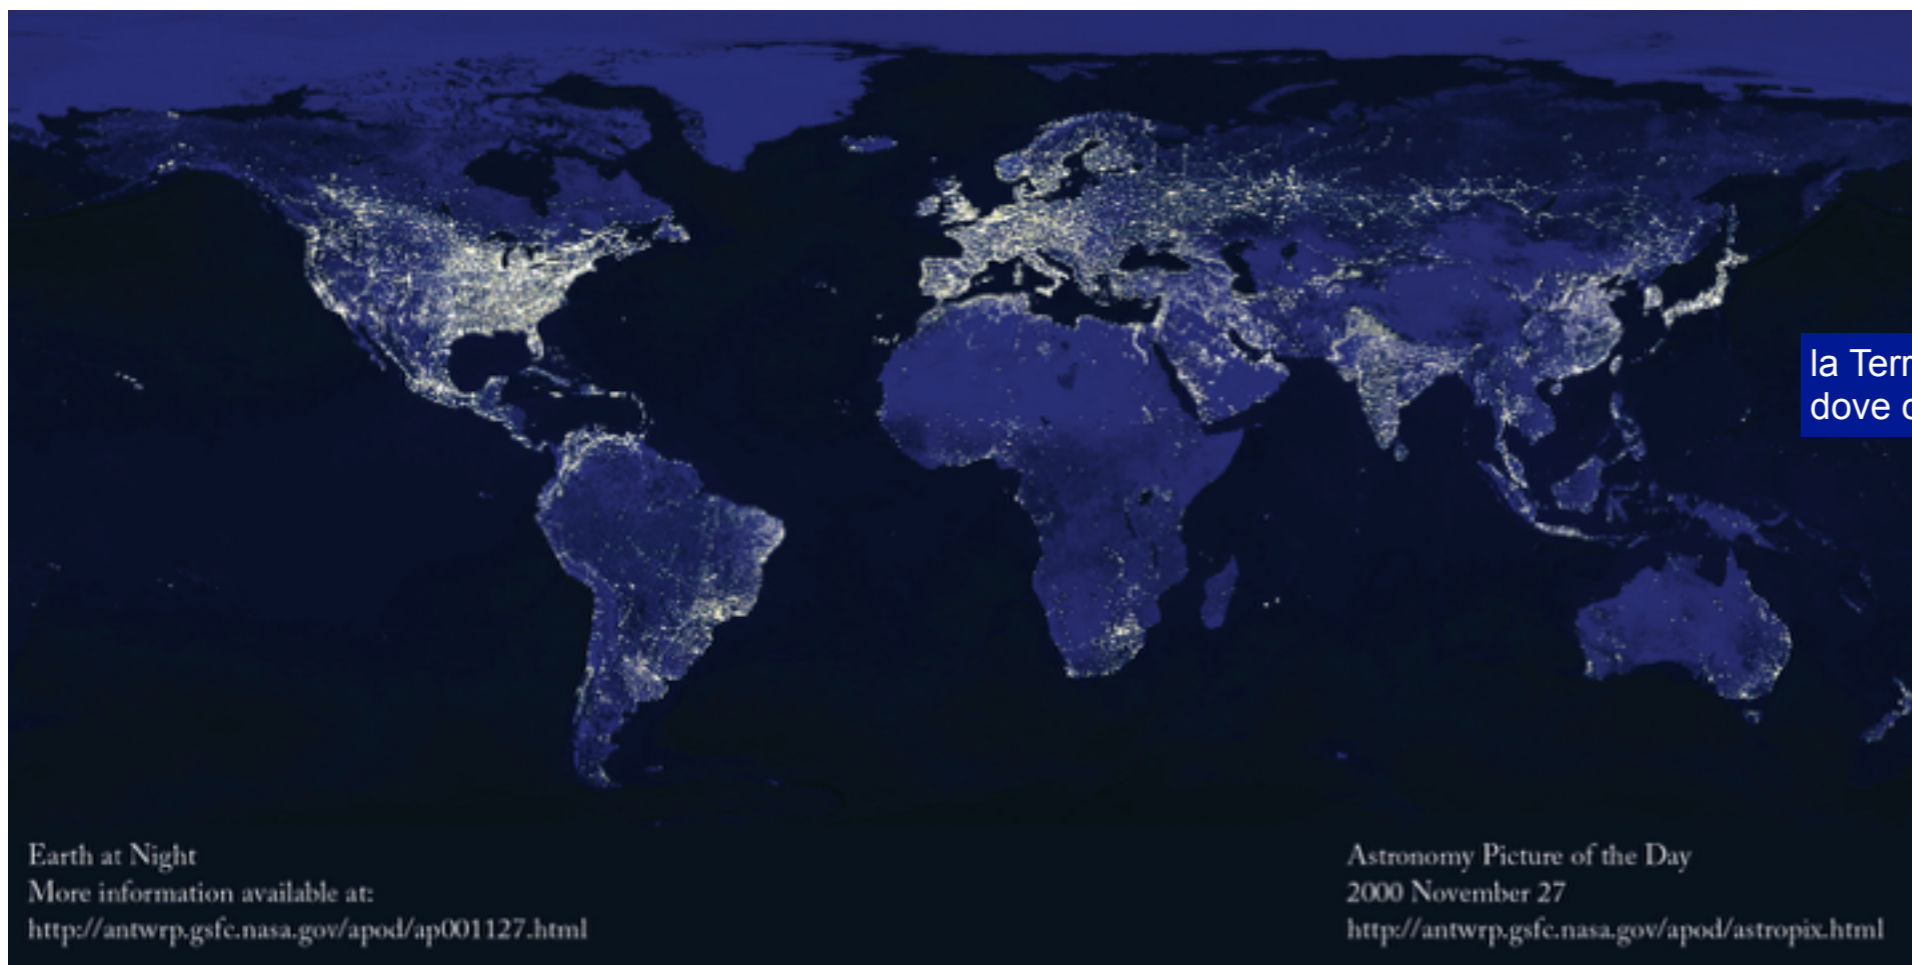 la Terr
dove
Earth at Night
More information available at:
http://antwrp.gsfc.nasa.gov/apod/ap001127.html
Astronomy Picture of the Day
2000 November 27
http://antwrp.gsfc.nasa.gov/apod/astropix.html